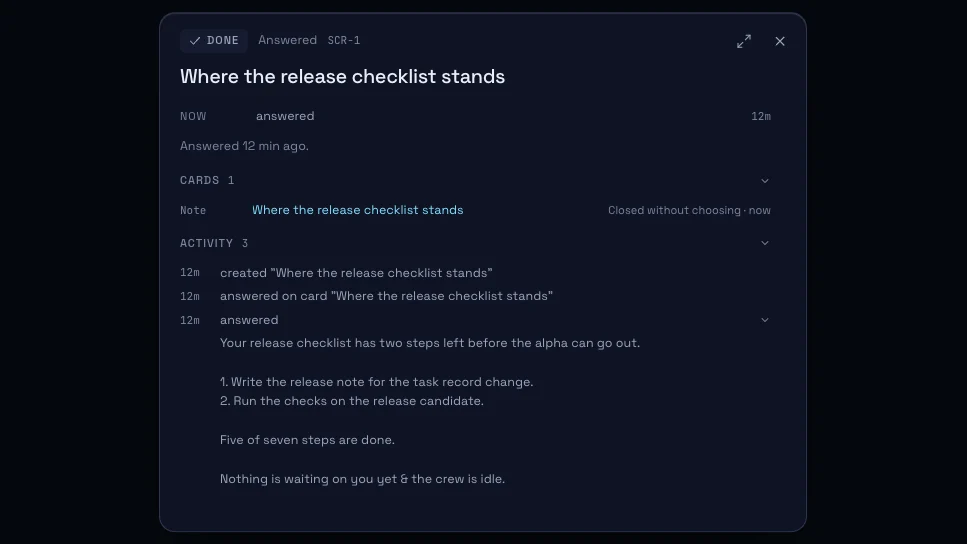 DONE Answered SCR-1
Where the release checklist stands
NOW answered 12m
Answered 12 min ago.
CARDS 1
Note Where the release checklist stands Closed without choosing · now
ACTIVITY 3
12m created "Where the release checklist stands"
12m answered on card "Where the release checklist stands"
12m answered
Your release checklist has two steps left before the alpha can go out.
1. Write the release note for the task record change.
2. Run the checks on the release candidate.
Five of seven steps are done.
Nothing is waiting on you yet & the crew is idle.